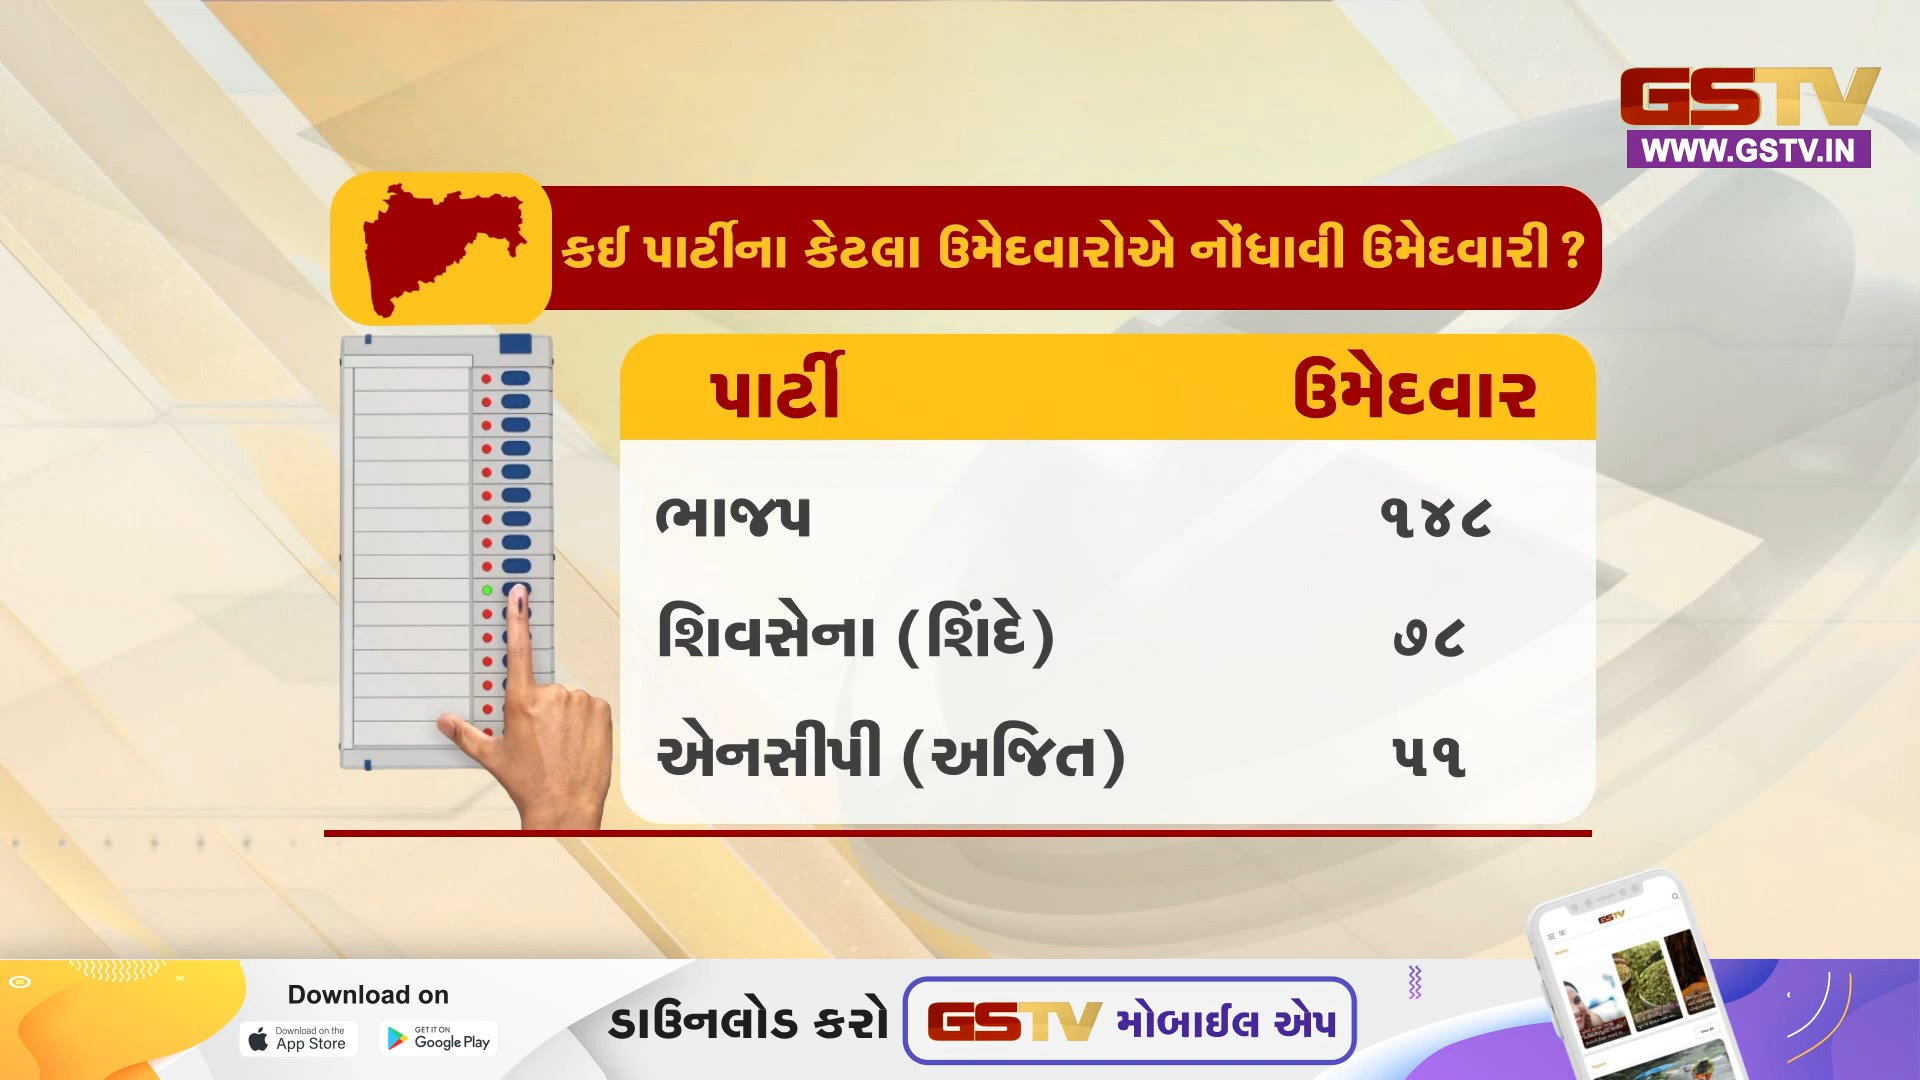 GSTV
WWW.GSTV.IN
કઈ પાર્ટીના કેટલા ઉમેદવારોએ નોંધાવી ઉમેદવારી ?
પાર્ટી ઉમેદવાર
ભાજપ ૧૪૮
શિવસેના (શિંદે) ૭૮
એનસીપી (અજિત) ૫૧
Download on
Download on the App Store
GET IT ON Google Play
ડાઉનલોડ કરો GSTV મોબાઈલ એપ
GSTV